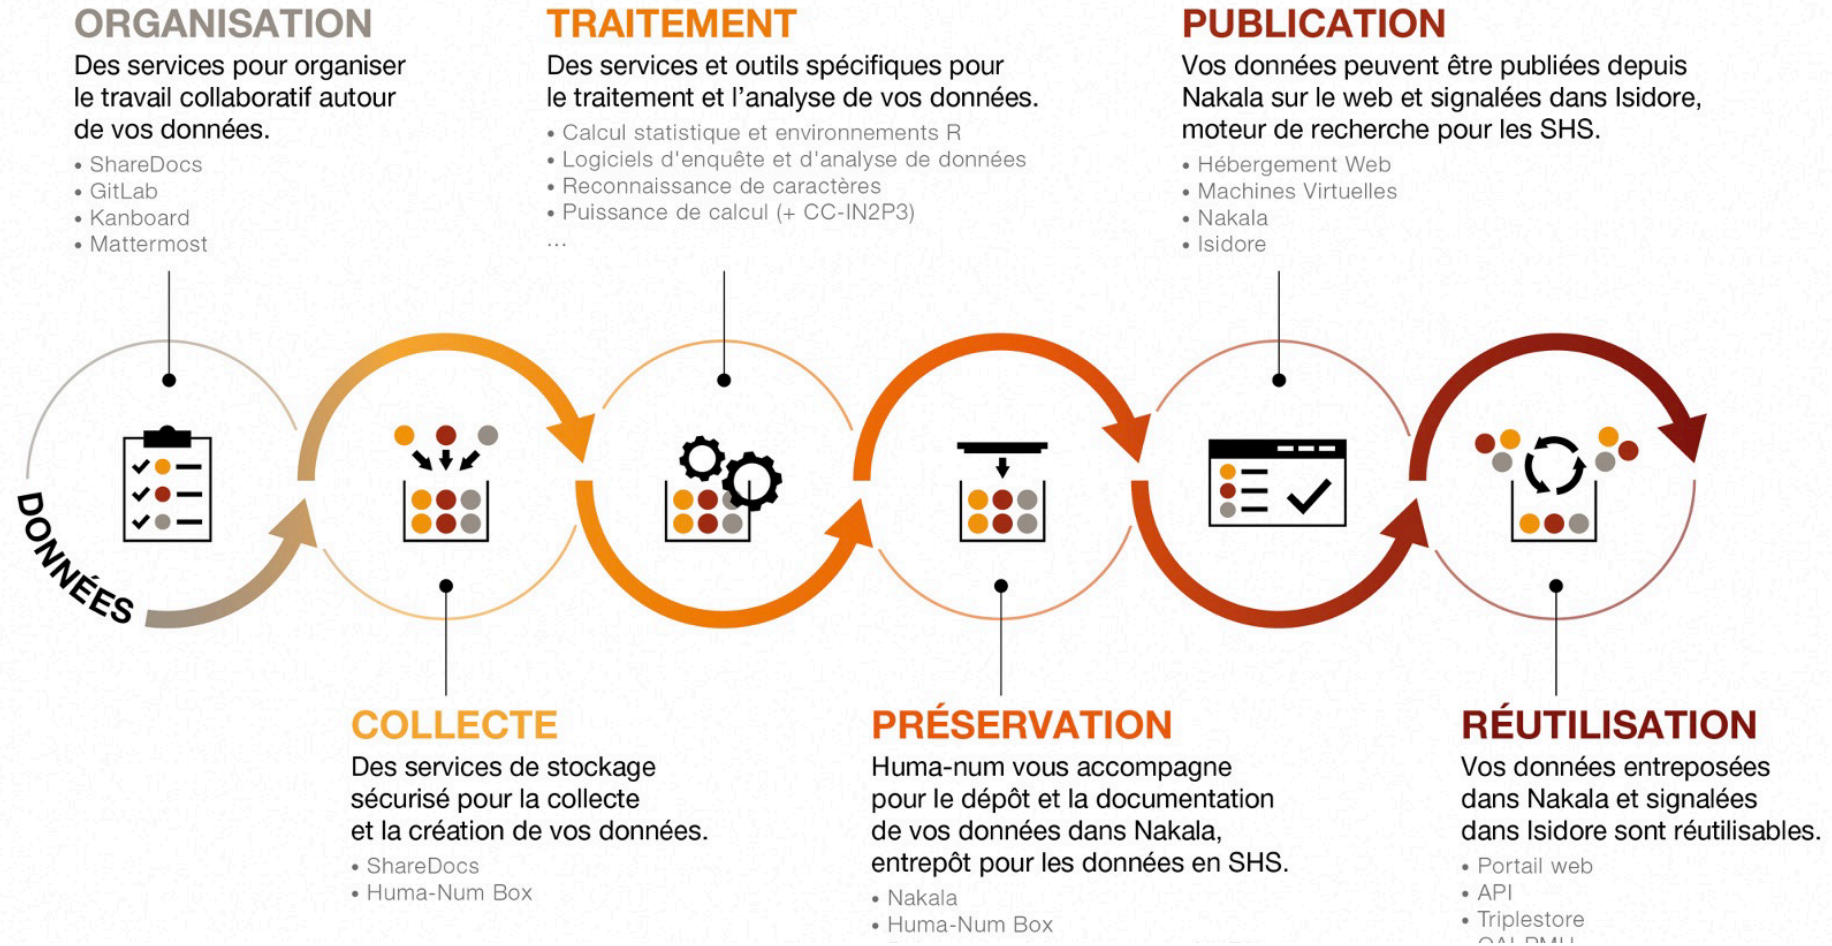 ORGANISATION
Des services pour organiser
le travail collaboratif autour
de vos données.
• ShareDocs
• GitLab
• Kanboard
• Mattermost
TRAITEMENT
Des services et outils spécifiques pour
le traitement et l'analyse de vos données.
• Calcul statistique et environnements R
• Logiciels d'enquête et d'analyse de données
• Reconnaissance de caractères
• Puissance de calcul (+ CC-IN2P3)
...
PUBLICATION
Vos données peuvent être publiées depuis
Nakala sur le web et signalées dans Isidore,
moteur de recherche pour les SHS.
• Hébergement Web
• Machines Virtuelles
• Nakala
• Isidore
DONNÉES
COLLECTE
Des services de stockage
sécurisé pour la collecte
et la création de vos données.
• ShareDocs
• Huma-Num Box
PRÉSERVATION
Huma-num vous accompagne
pour le dépôt et la documentation
de vos données dans Nakala,
entrepôt pour les données en SHS.
• Nakala
• Huma-Num Box
RÉUTILISATION
Vos données entreposées
dans Nakala et signalées
dans Isidore sont réutilisables.
• Portail web
• API
• Triplestore